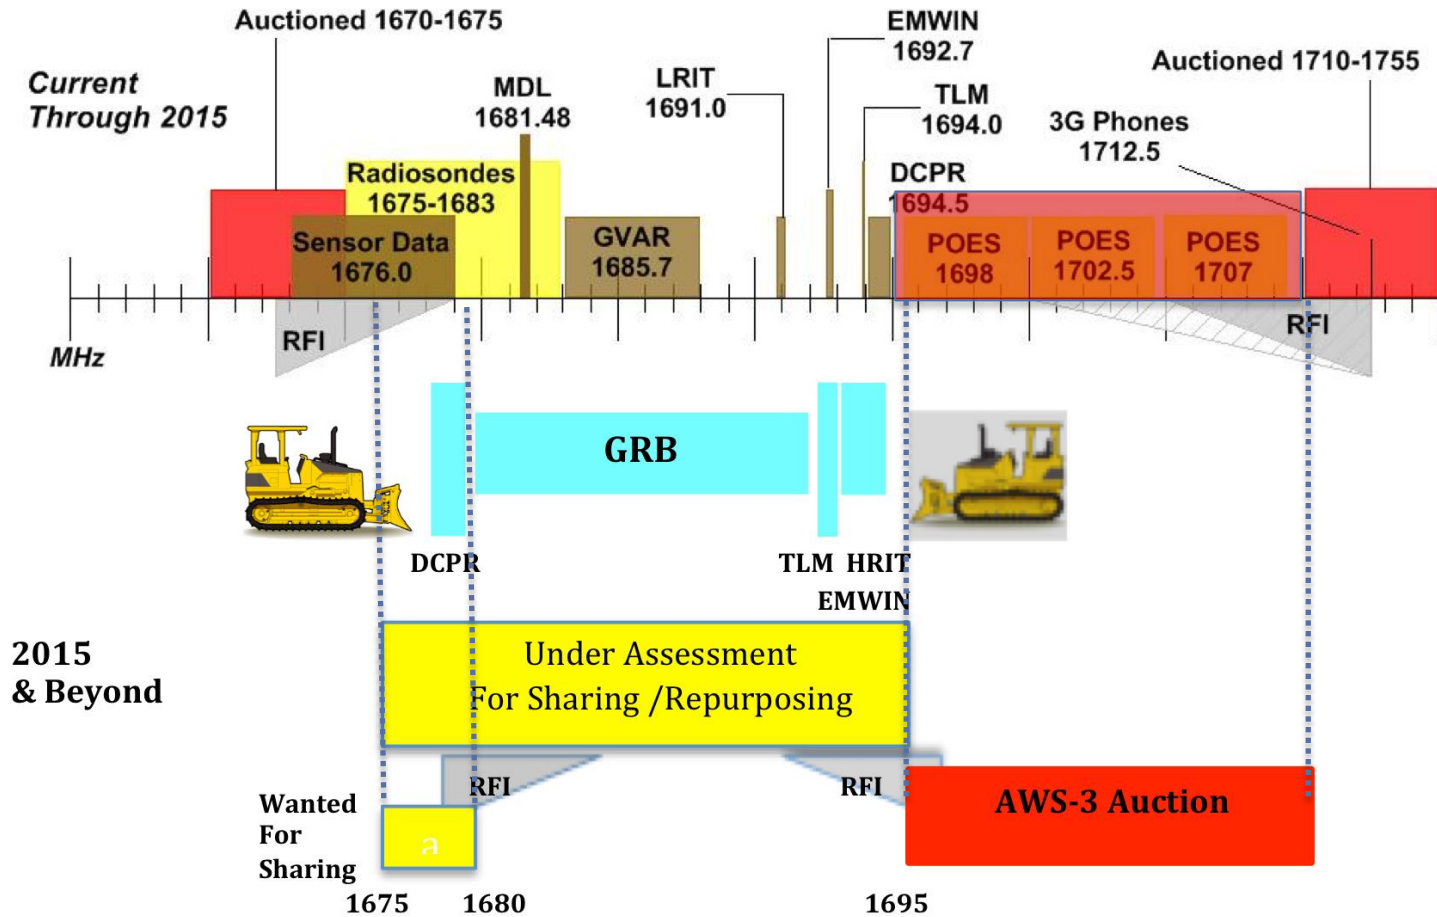 Auctioned 1670-1675
EMWIN
1692.7
Auctioned 1710-1755
Current
Through 2015
MDL
1681.48
LRIT
1691.0
TLM
1694.0
3G Phones
1712.5
Radiosondes
1675-1683
DCPR
1694.5
Sensor Data
1676.0
GVAR
1685.7
POES
1698
POES
1702.5
POES
1707
RFI
RFI
MHz
GRB
DCPR
TLM HRIT
EMWIN
2015
& Beyond
Under Assessment
For Sharing /Repurposing
RFI
RFI
Wanted
For
Sharing
a
AWS-3 Auction
1675
1680
1695